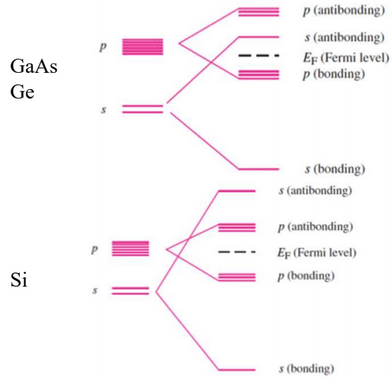 p (antibonding)
p
s (antibonding)
E_F (Fermi level)
GaAs
p (bonding)
Ge
s
s (bonding)
s (antibonding)
p (antibonding)
p
E_F (Fermi level)
Si
p (bonding)
s
s (bonding)